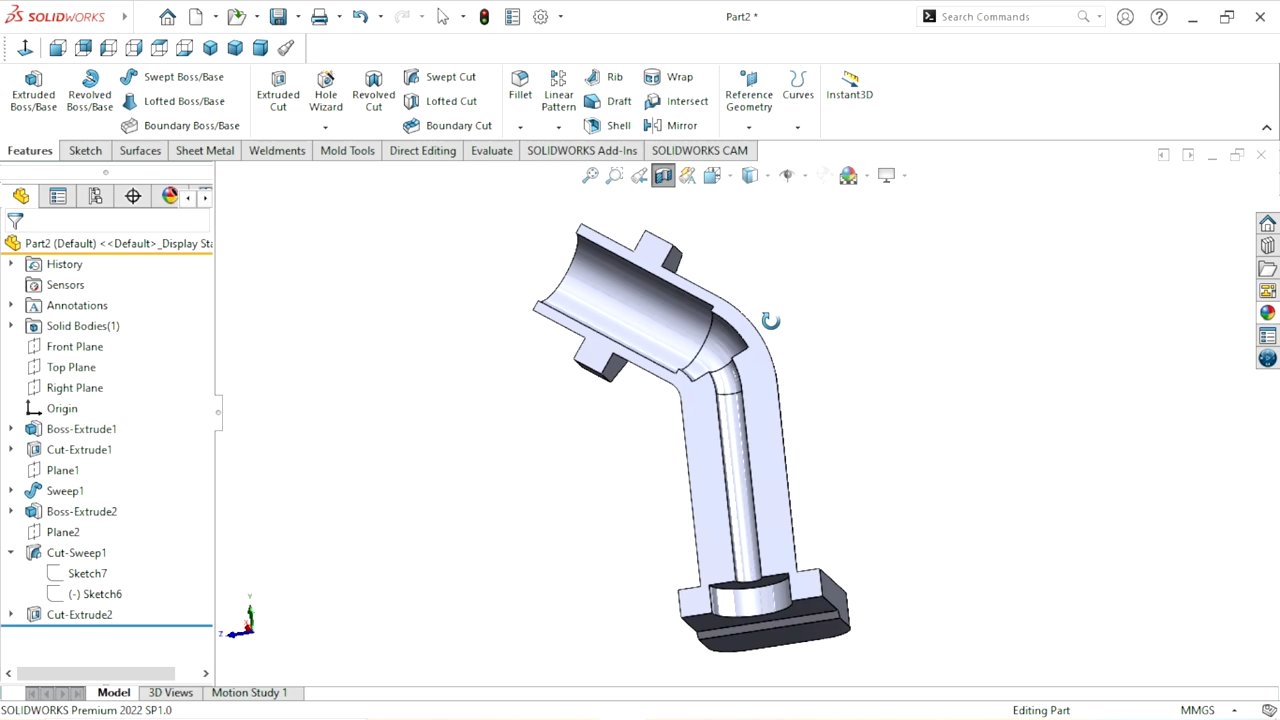 SOLIDWORKS
Part2 *
Search Commands
Extruded Boss/Base
Revolved Boss/Base
Swept Boss/Base
Lofted Boss/Base
Boundary Boss/Base
Extruded Cut
Hole Wizard
Revolved Cut
Swept Cut
Lofted Cut
Boundary Cut
Fillet
Linear Pattern
Rib
Draft
Shell
Wrap
Intersect
Mirror
Reference Geometry
Curves
Instant3D
Features
Sketch
Surfaces
Sheet Metal
Weldments
Mold Tools
Direct Editing
Evaluate
SOLIDWORKS Add-Ins
SOLIDWORKS CAM
Part2 (Default) <<Default>_Display Sta
History
Sensors
Annotations
Solid Bodies(1)
Front Plane
Top Plane
Right Plane
Origin
Boss-Extrude1
Cut-Extrude1
Plane1
Sweep1
Boss-Extrude2
Plane2
Cut-Sweep1
Sketch7
(-) Sketch6
Cut-Extrude2
Y
X
Z
Model
3D Views
Motion Study 1
SOLIDWORKS Premium 2022 SP1.0
Editing Part
MMGS